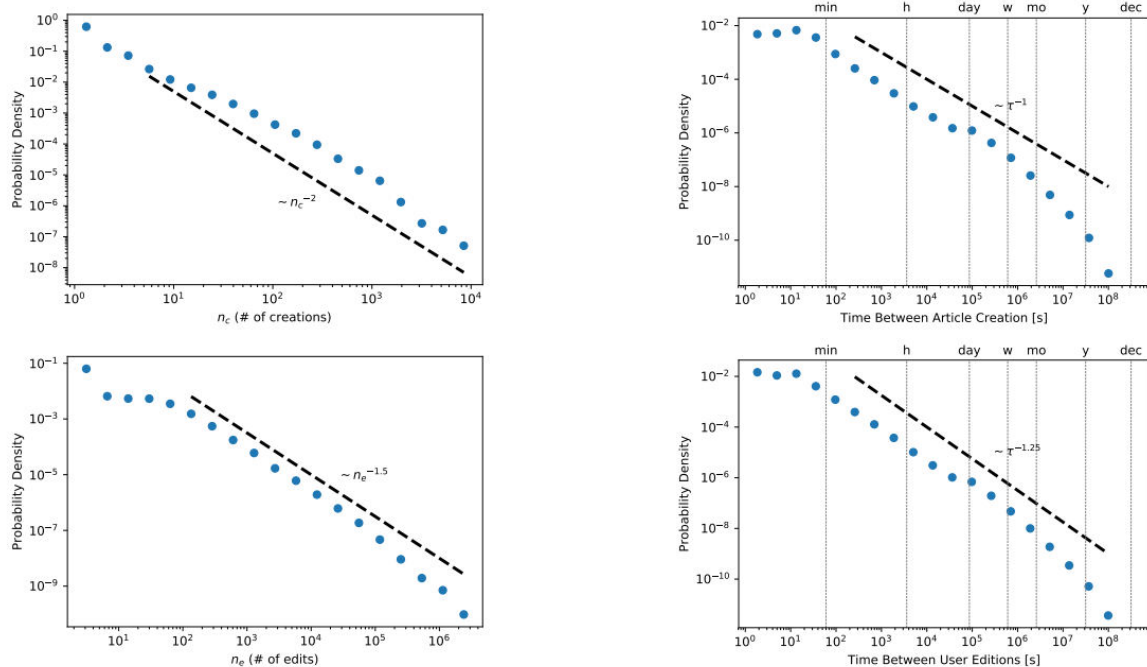 10^0
10^-1
10^-2
10^-3
10^-4
10^-5
10^-6
10^-7
10^-8
Probability Density
~ n_c^-2
10^0 10^1 10^2 10^3 10^4
n_c (# of creations)
min h day w mo y dec
10^-2
10^-4
10^-6
10^-8
10^-10
Probability Density
~ τ^-1
10^0 10^1 10^2 10^3 10^4 10^5 10^6 10^7 10^8
Time Between Article Creation [s]
10^-1
10^-3
10^-5
10^-7
10^-9
Probability Density
~ n_e^-1.5
10^1 10^2 10^3 10^4 10^5 10^6
n_e (# of edits)
min h day w mo y dec
10^-2
10^-4
10^-6
10^-8
10^-10
Probability Density
~ τ^-1.25
10^0 10^1 10^2 10^3 10^4 10^5 10^6 10^7 10^8
Time Between User Editions [s]